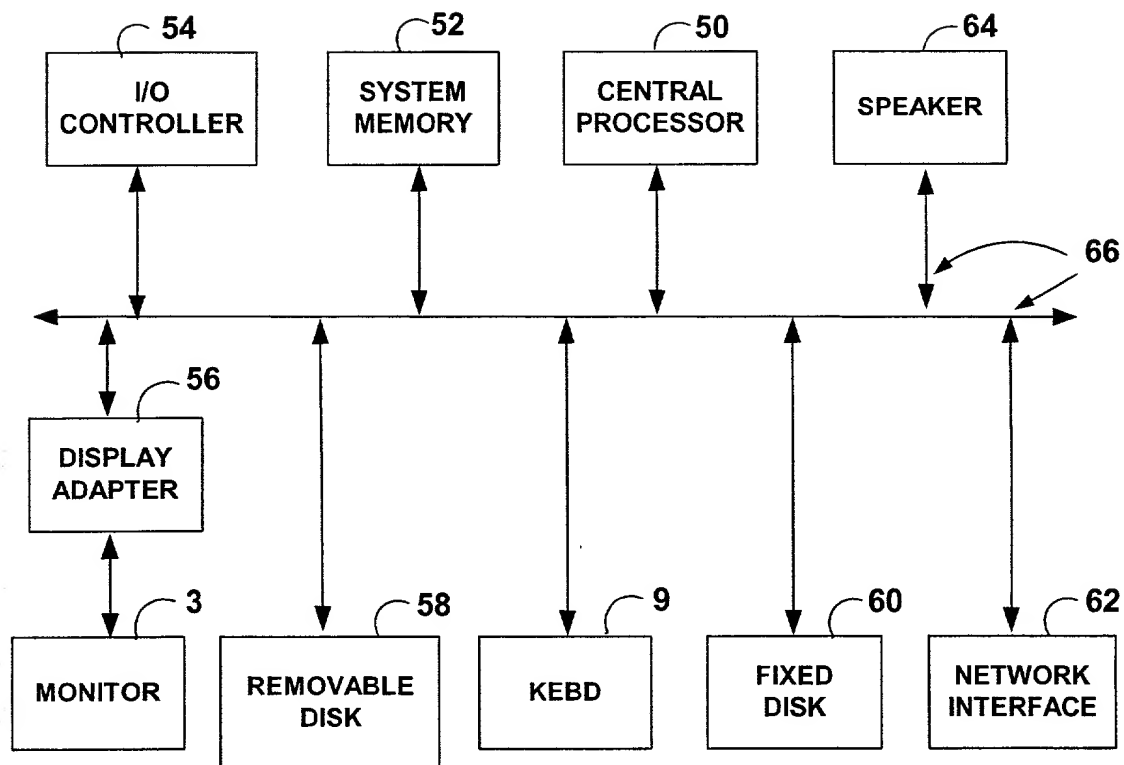 54
I/O
CONTROLLER
52
SYSTEM
MEMORY
50
CENTRAL
PROCESSOR
64
SPEAKER
66
56
DISPLAY
ADAPTER
3
MONITOR
58
REMOVABLE
DISK
9
KEBD
60
FIXED
DISK
62
NETWORK
INTERFACE